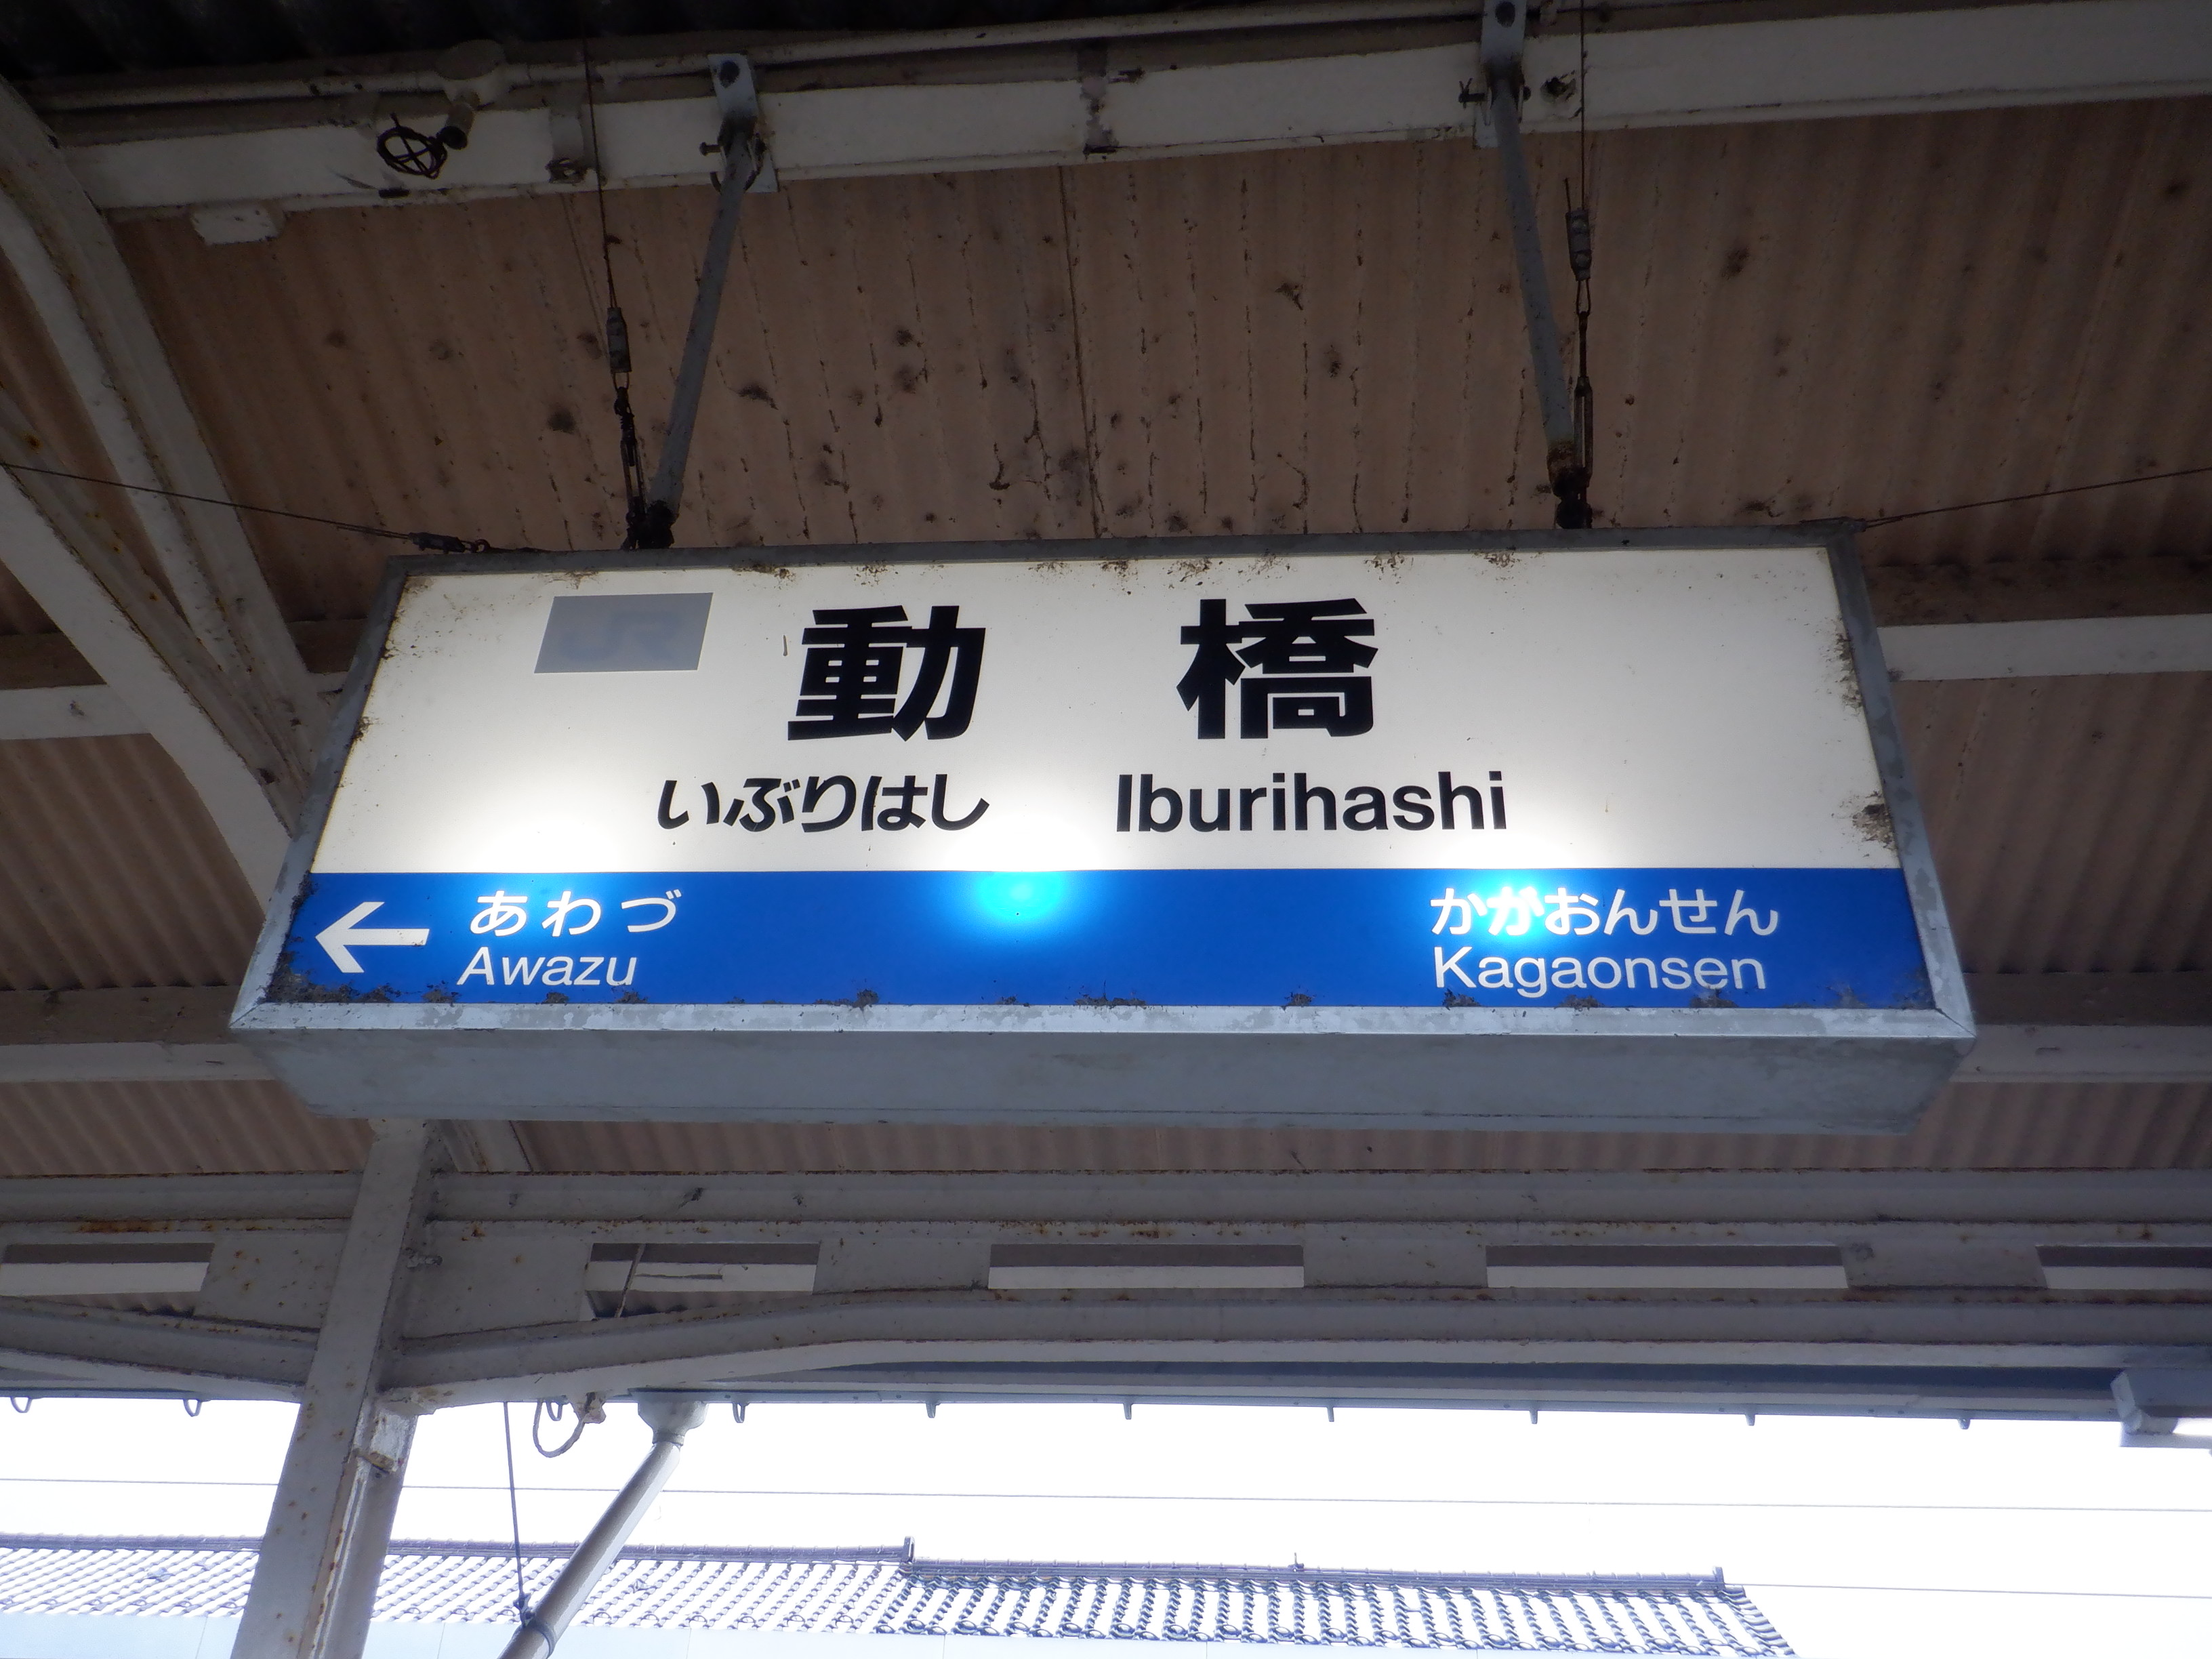 JR
動橋
いぶりはし Iburihashi
← あわづ
Awazu
かがおんせん
Kagaonsen